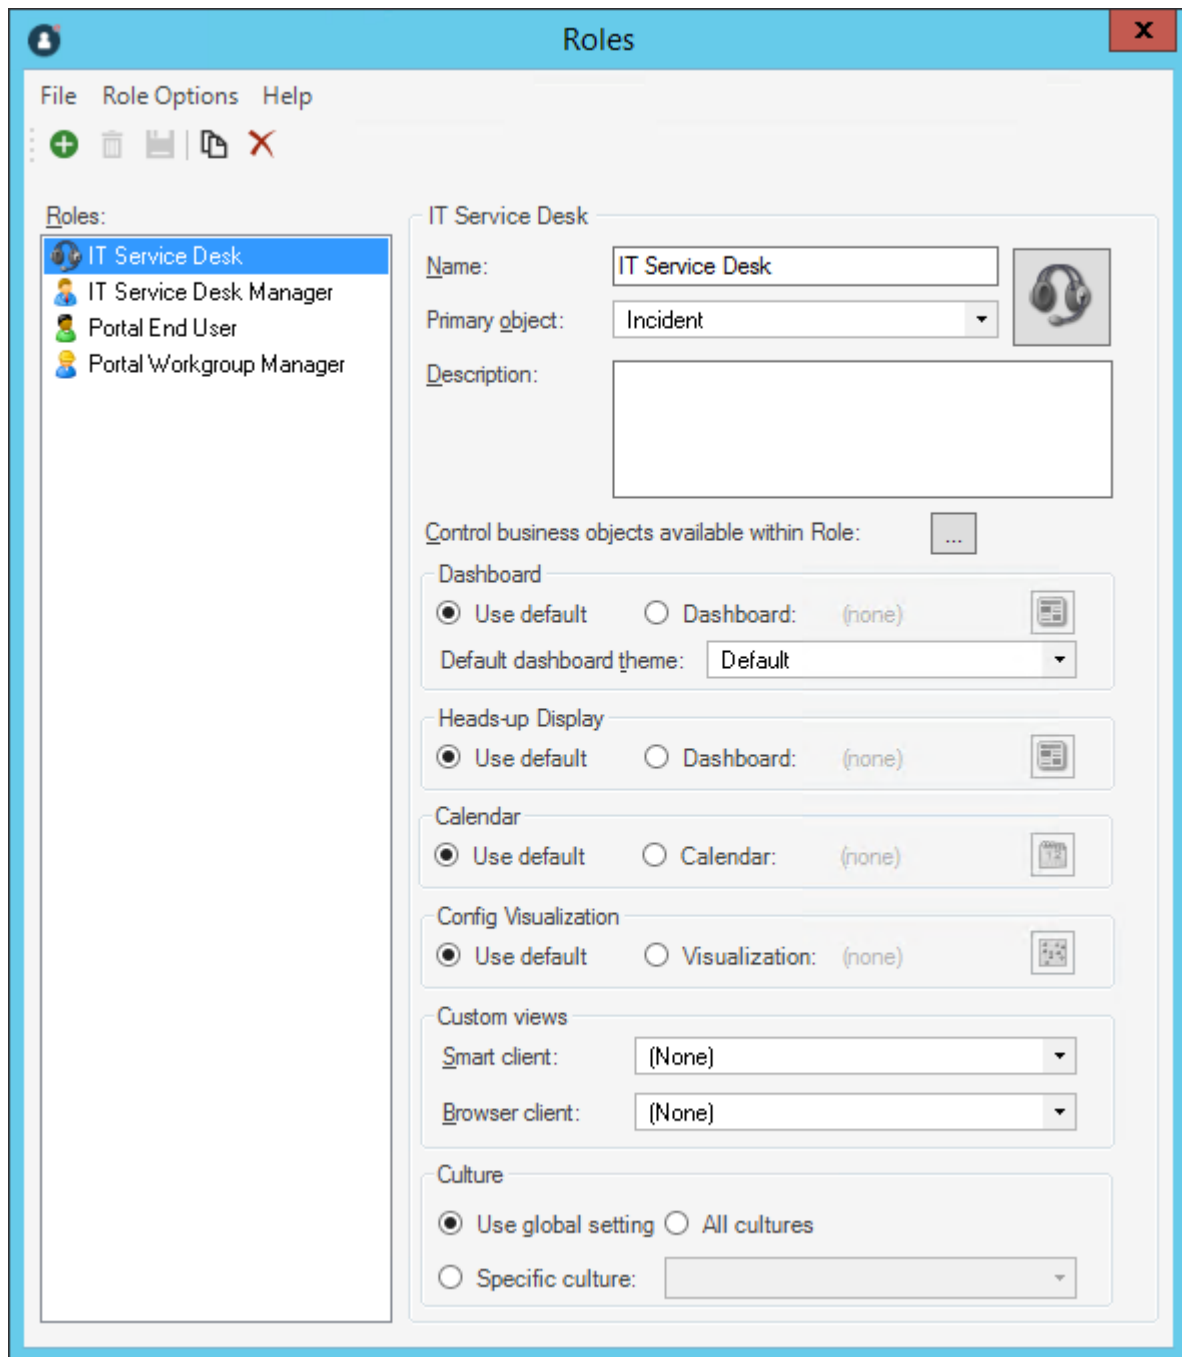 Roles
x
File Role Options Help
Roles:
IT Service Desk
IT Service Desk Manager
Portal End User
Portal Workgroup Manager
IT Service Desk
Name: IT Service Desk
Primary object: Incident
Description:
Control business objects available within Role: ...
Dashboard
Use default Dashboard: (none)
Default dashboard theme: Default
Heads-up Display
Use default Dashboard: (none)
Calendar
Use default Calendar: (none)
12
Config Visualization
Use default Visualization: (none)
Custom views
Smart client: (None)
Browser client: (None)
Culture
Use global setting All cultures
Specific culture: